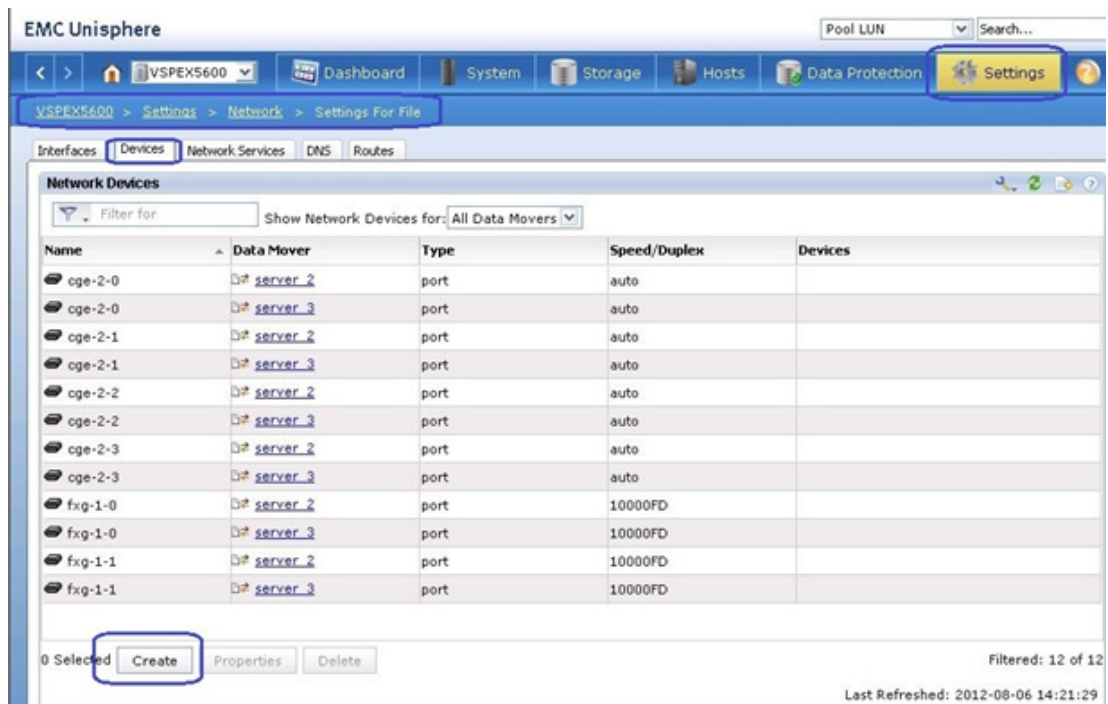 EMC Unisphere
Pool LUN Search...
< > VSPEX5600 Dashboard System Storage Hosts Data Protection Settings ?
VSPEX5600 > Settings > Network > Settings For File
Interfaces Devices Network Services DNS Routes
Network Devices
Filter for Show Network Devices for: All Data Movers
Name Data Mover Type Speed/Duplex Devices
cge-2-0 server_2 port auto
cge-2-0 server_3 port auto
cge-2-1 server_2 port auto
cge-2-1 server_3 port auto
cge-2-2 server_2 port auto
cge-2-2 server_3 port auto
cge-2-3 server_2 port auto
cge-2-3 server_3 port auto
fxg-1-0 server_2 port 10000FD
fxg-1-0 server_3 port 10000FD
fxg-1-1 server_2 port 10000FD
fxg-1-1 server_3 port 10000FD
0 Selected Create Properties Delete Filtered: 12 of 12
Last Refreshed: 2012-08-06 14:21:29